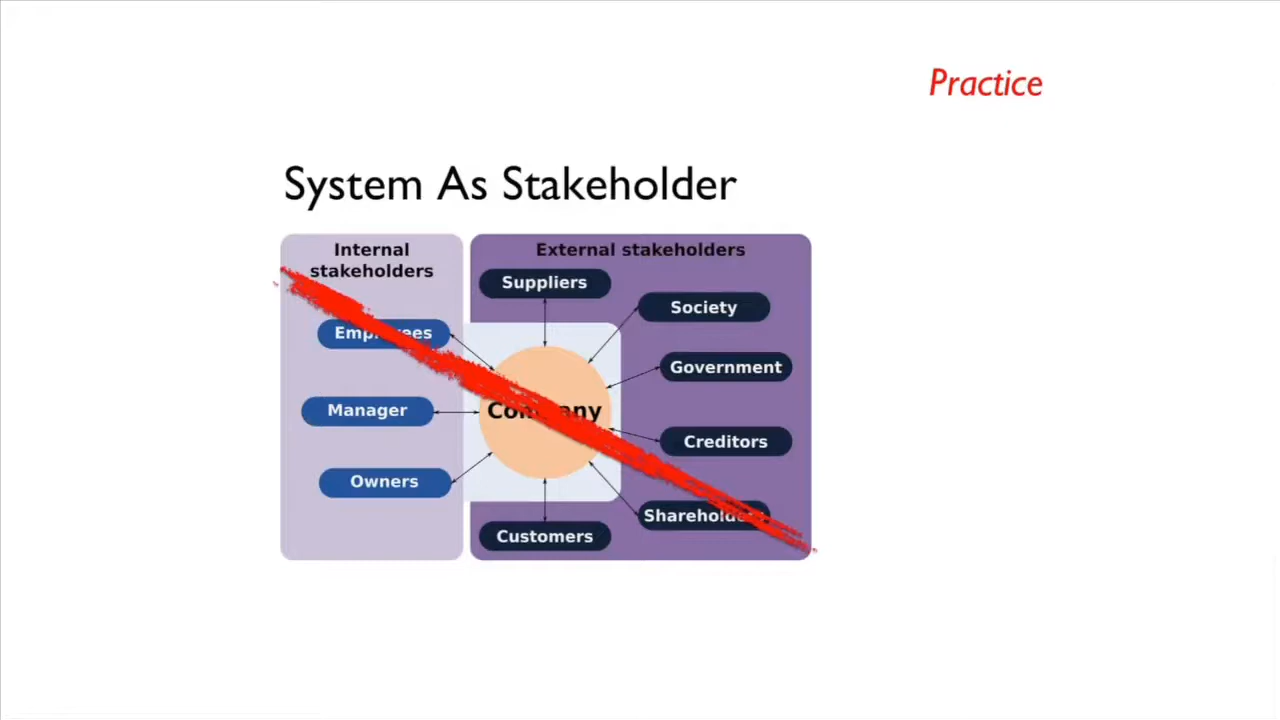 Practice
System As Stakeholder
Internal
stakeholders
External stakeholders
Suppliers
Society
Employees
Government
Company
Manager
Creditors
Owners
Shareholders
Customers